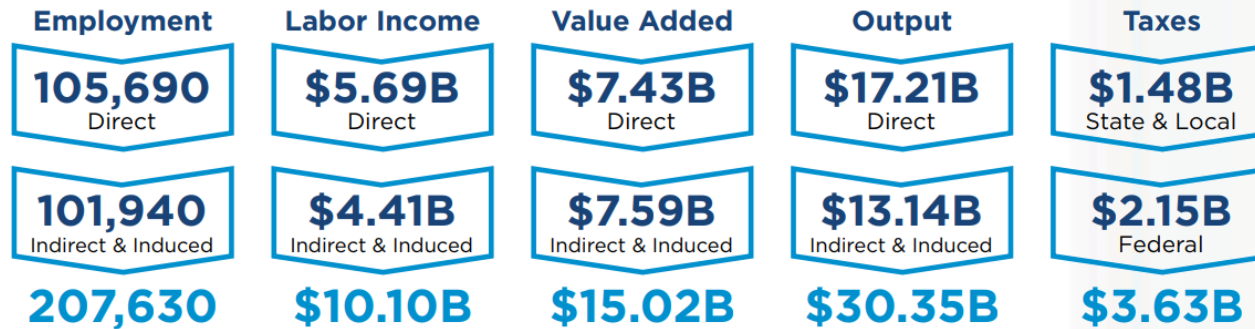 Employment Labor Income Value Added Output Taxes
105,690 $5.69B $7.43B $17.21B $1.48B
Direct Direct Direct Direct State & Local
101,940 $4.41B $7.59B $13.14B $2.15B
Indirect & Induced Indirect & Induced Indirect & Induced Indirect & Induced Federal
207,630 $10.10B $15.02B $30.35B $3.63B